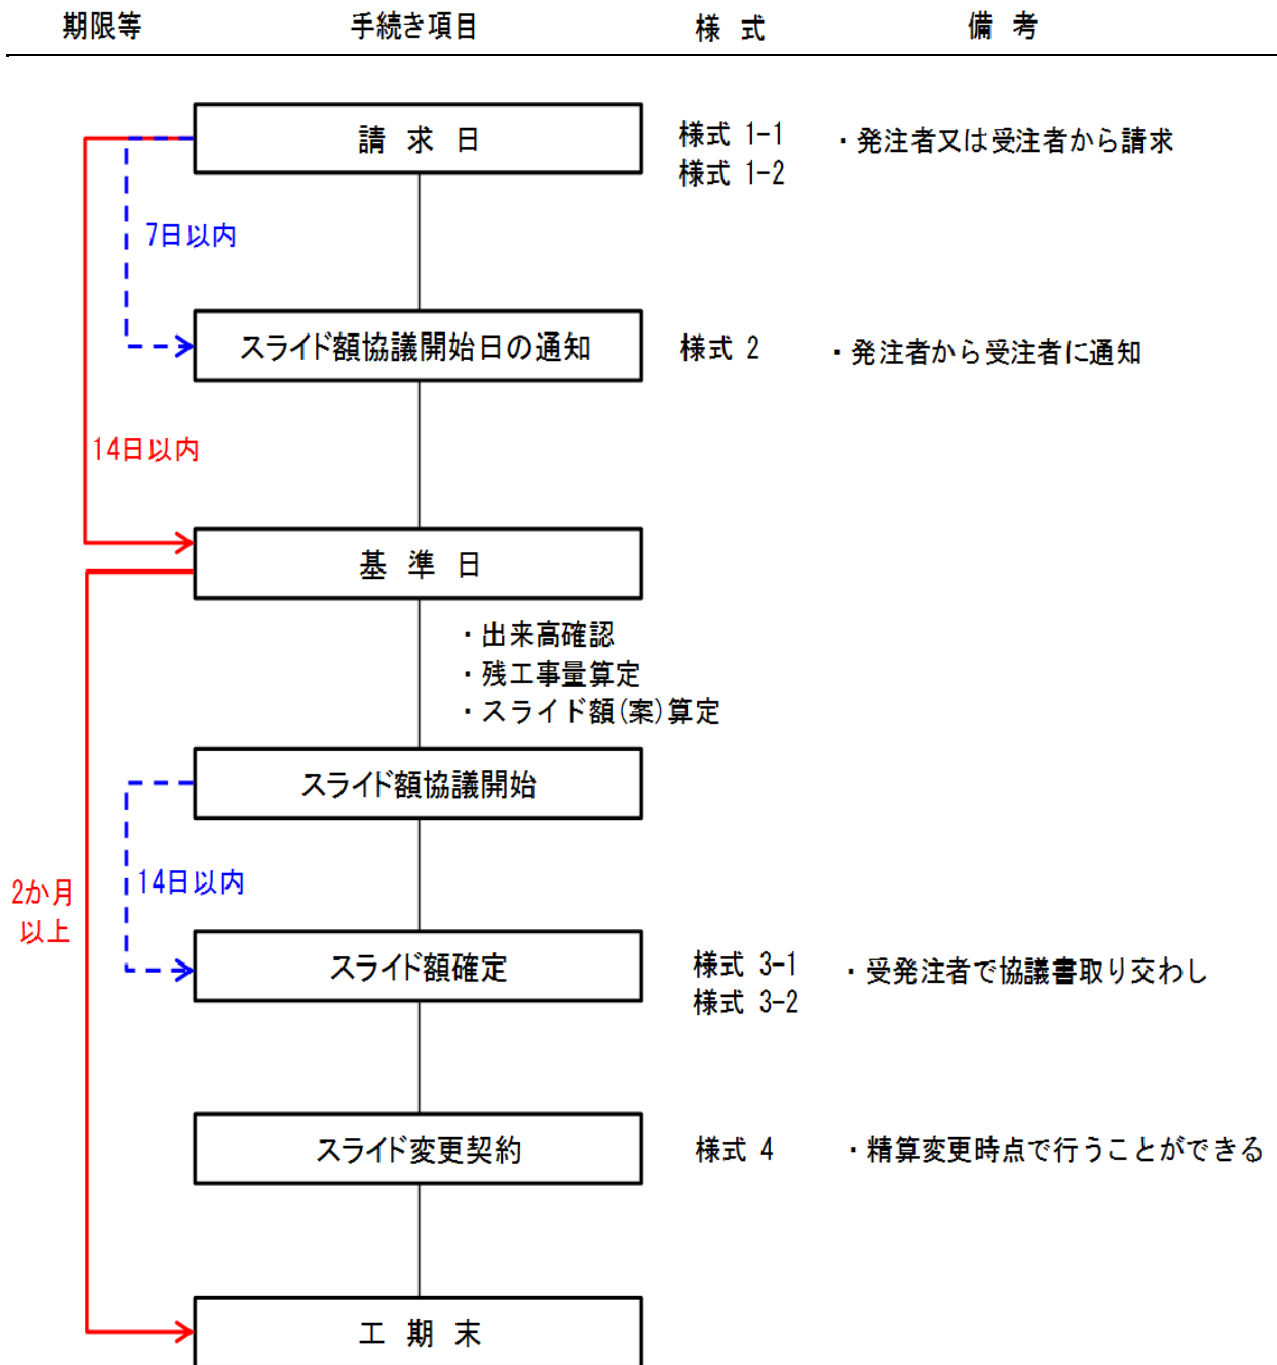 期限等 手続き項目 様 式 備 考
請 求 日 様式 1-1 ・発注者又は受注者から請求
様式 1-2
7日以内
スライド額協議開始日の通知 様式 2 ・発注者から受注者に通知
14日以内
基 準 日
・出来高確認
・残工事量算定
・スライド額(案)算定
スライド額協議開始
14日以内
2か月
以上
スライド額確定 様式 3-1 ・受発注者で協議書取り交わし
様式 3-2
スライド変更契約 様式 4 ・精算変更時点で行うことができる
工 期 末